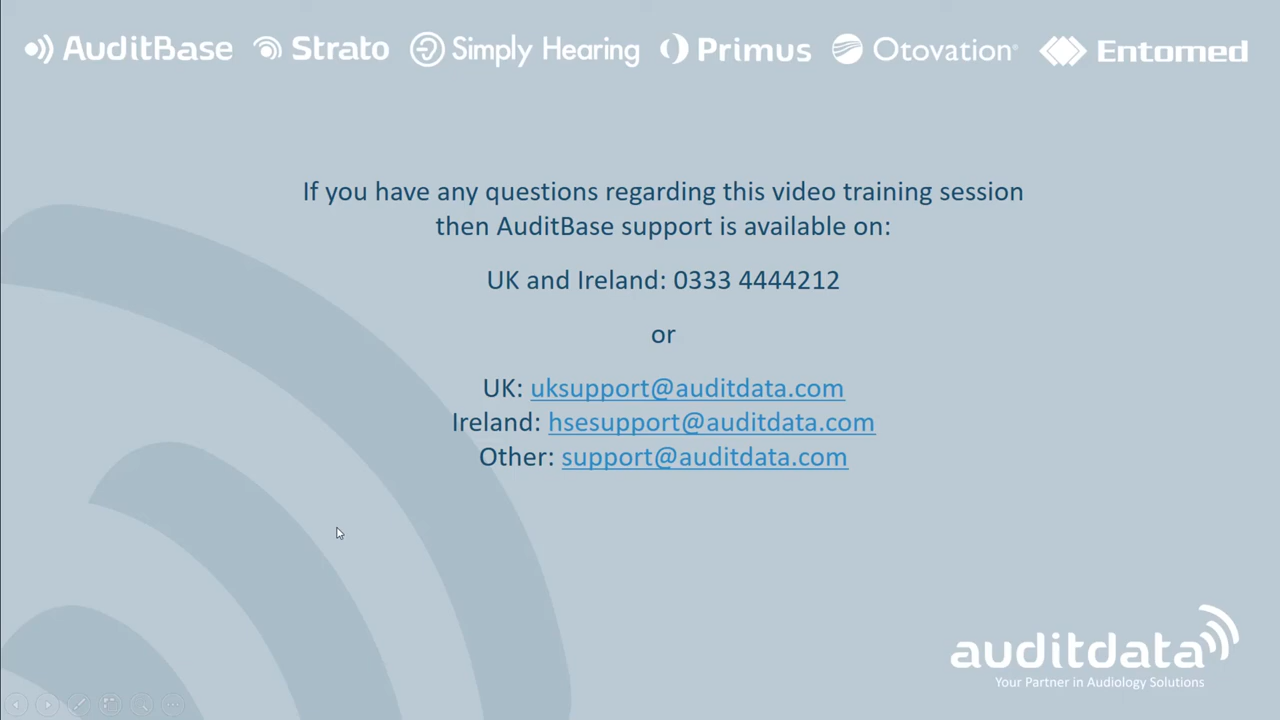 AuditBase Strato Simply Hearing Primus Otovation® Entomed
If you have any questions regarding this video training session
then AuditBase support is available on:
UK and Ireland: 0333 4444212
or
UK: uksupport@auditdata.com
Ireland: hsesupport@auditdata.com
Other: support@auditdata.com
auditdata
Your Partner in Audiology Solutions